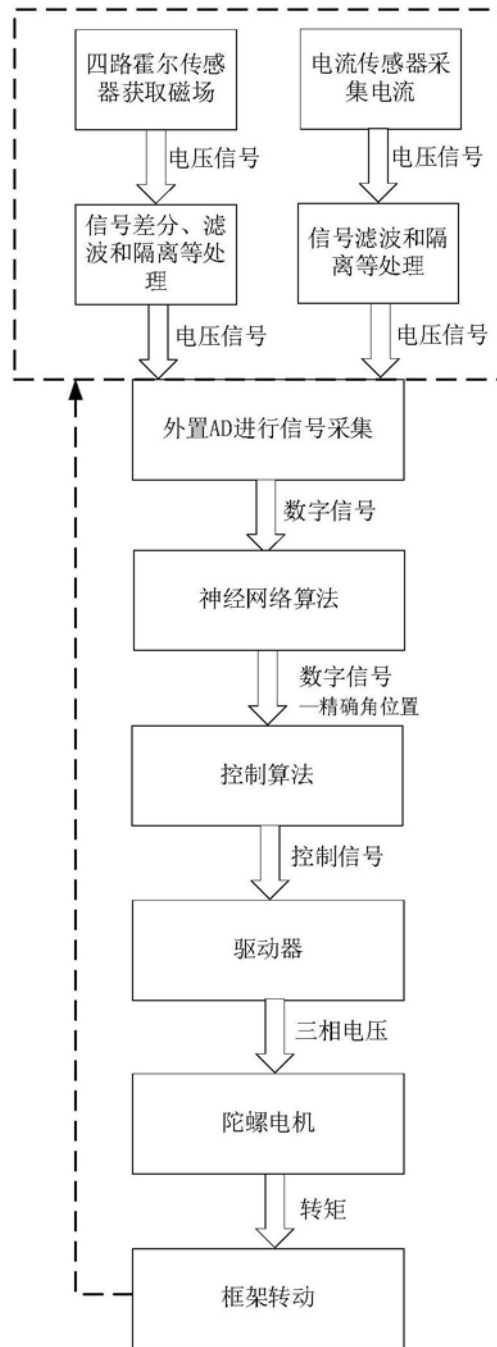 四路霍尔传感
器获取磁场
电流传感器采
集电流
电压信号
电压信号
信号差分、滤
波和隔离等处
理
信号滤波和隔
离等处理
电压信号
电压信号
外置AD进行信号采集
数字信号
神经网络算法
数字信号
—精确角位置
控制算法
控制信号
驱动器
三相电压
陀螺电机
转矩
框架转动